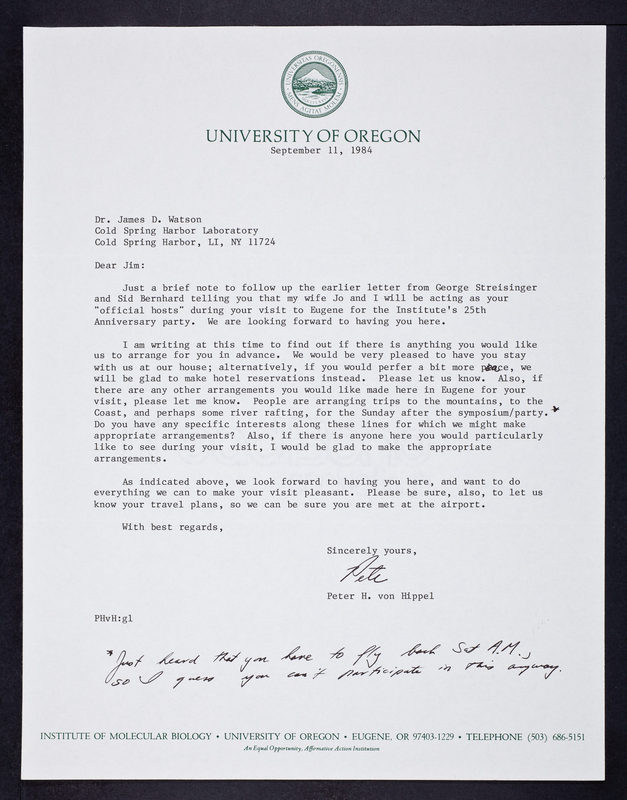 UNIVERSITAS OREGONENSIS
MENS AGITAT MOLEM
UNIVERSITY OF OREGON
September 11, 1984
Dr. James D. Watson
Cold Spring Harbor Laboratory
Cold Spring Harbor, LI, NY 11724
Dear Jim:
Just a brief note to follow up the earlier letter from George Streisinger
and Sid Bernhard telling you that my wife Jo and I will be acting as your
"official hosts" during your visit to Eugene for the Institute's 25th
Anniversary party. We are looking forward to having you here.
I am writing at this time to find out if there is anything you would like
us to arrange for you in advance. We would be very pleased to have you stay
with us at our house; alternatively, if you would perfer a bit more peace, we
will be glad to make hotel reservations instead. Please let us know. Also, if
there are any other arrangements you would like made here in Eugene for your
visit, please let me know. People are arranging trips to the mountains, to the
Coast, and perhaps some river rafting, for the Sunday after the symposium/party.*
Do you have any specific interests along these lines for which we might make
appropriate arrangements? Also, if there is anyone here you would particularly
like to see during your visit, I would be glad to make the appropriate
arrangements.
As indicated above, we look forward to having you here, and want to do
everything we can to make your visit pleasant. Please be sure, also, to let us
know your travel plans, so we can be sure you are met at the airport.
With best regards,
Sincerely yours,
Pete
Peter H. von Hippel
PHvH:gl
* Just heard that you have to fly back Sat A.M.,
so I guess you can't participate in this anyway.
INSTITUTE OF MOLECULAR BIOLOGY • UNIVERSITY OF OREGON • EUGENE, OR 97403-1229 • TELEPHONE (503) 686-5151
An Equal Opportunity, Affirmative Action Institution